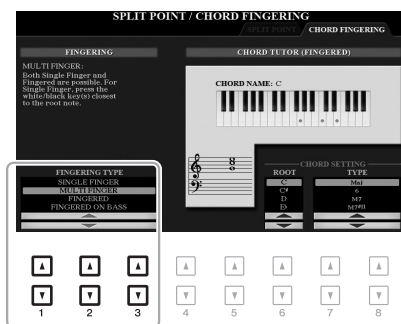 SPLIT POINT / CHORD FINGERING
SPLIT POINT
CHORD FINGERING
FINGERING
MULTI FINGER:
Both Single Finger and
Fingered are possible. For
Single Finger, press the
white/black key(s) closest
to the root note.
CHORD TUTOR (FINGERED)
CHORD NAME: C
FINGERING TYPE
SINGLE FINGER
MULTI FINGER
FINGERED
FINGERED ON BASS
CHORD SETTING
ROOT
TYPE
C
Maj
C#
6
D
M7
E♭
M7#11
1 2 3 4 5 6 7 8